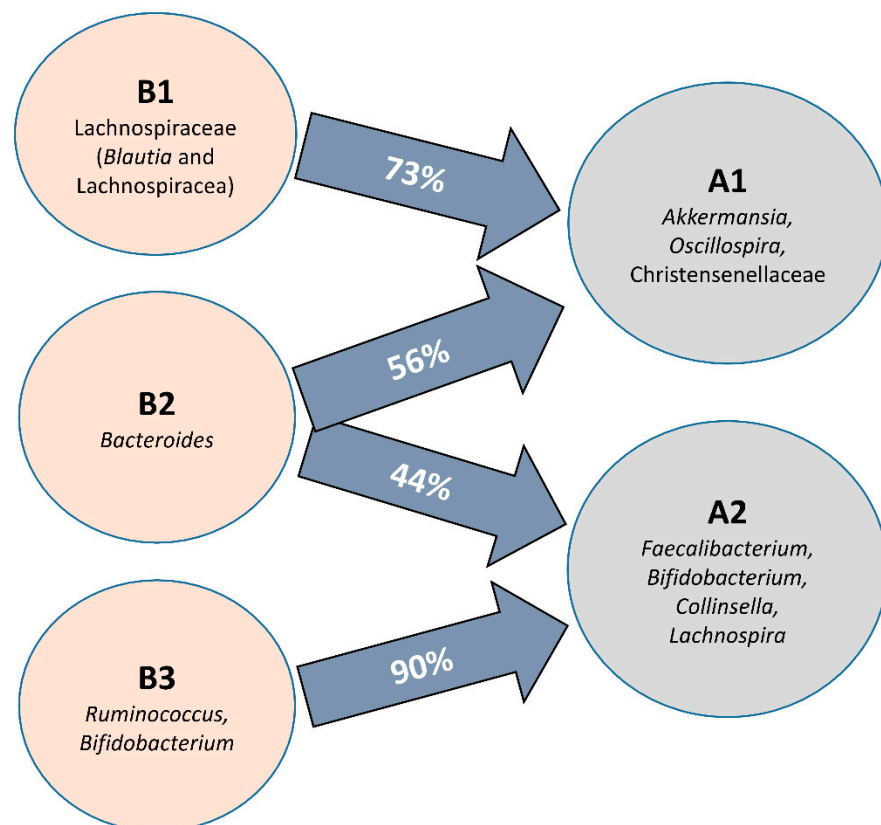 B1
Lachnospiraceae
(Blautia and
Lachnospiracea)
73%
A1
Akkermansia,
Oscillospira,
Christensenellaceae
56%
B2
Bacteroides
44%
A2
Faecalibacterium,
Bifidobacterium,
Collinsella,
Lachnospira
B3
Ruminococcus,
Bifidobacterium
90%